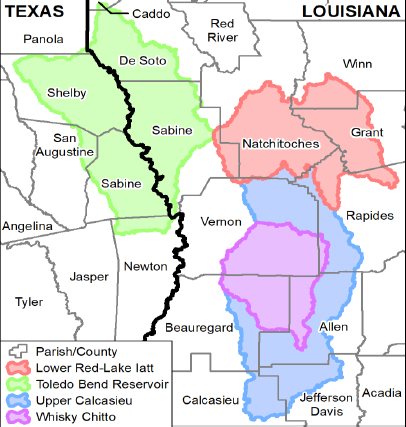 TEXAS
LOUISIANA
Caddo
Panola
Red
River
De Soto
Winn
Shelby
Sabine
Grant
San
Augustine
Natchitoches
Sabine
Vernon
Rapides
Angelina
Newton
Jasper
Tyler
Beauregard
Allen
Parish/County
Lower Red-Lake Iatt
Toledo Bend Reservoir
Upper Calcasieu
Whisky Chitto
Calcasieu
Jefferson
Davis
Acadia